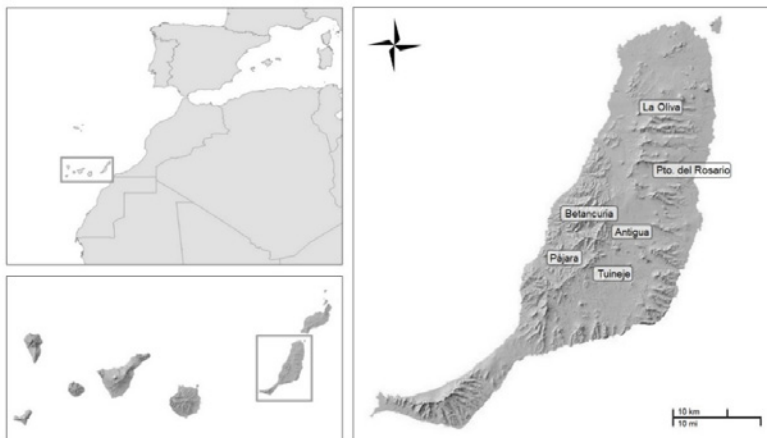 La Oliva
Pto. del Rosario
Betancuria
Antigua
Pájara
Tuineje
10 km
10 mi